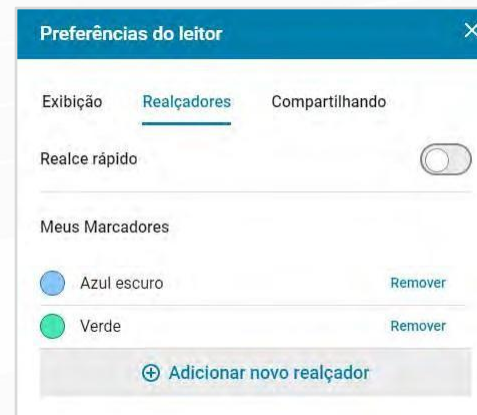 Preferências do leitor
Exibição Realçadores Compartilhando
Realce rápido
Meus Marcadores
Azul escuro Remover
Verde Remover
Adicionar novo realçador